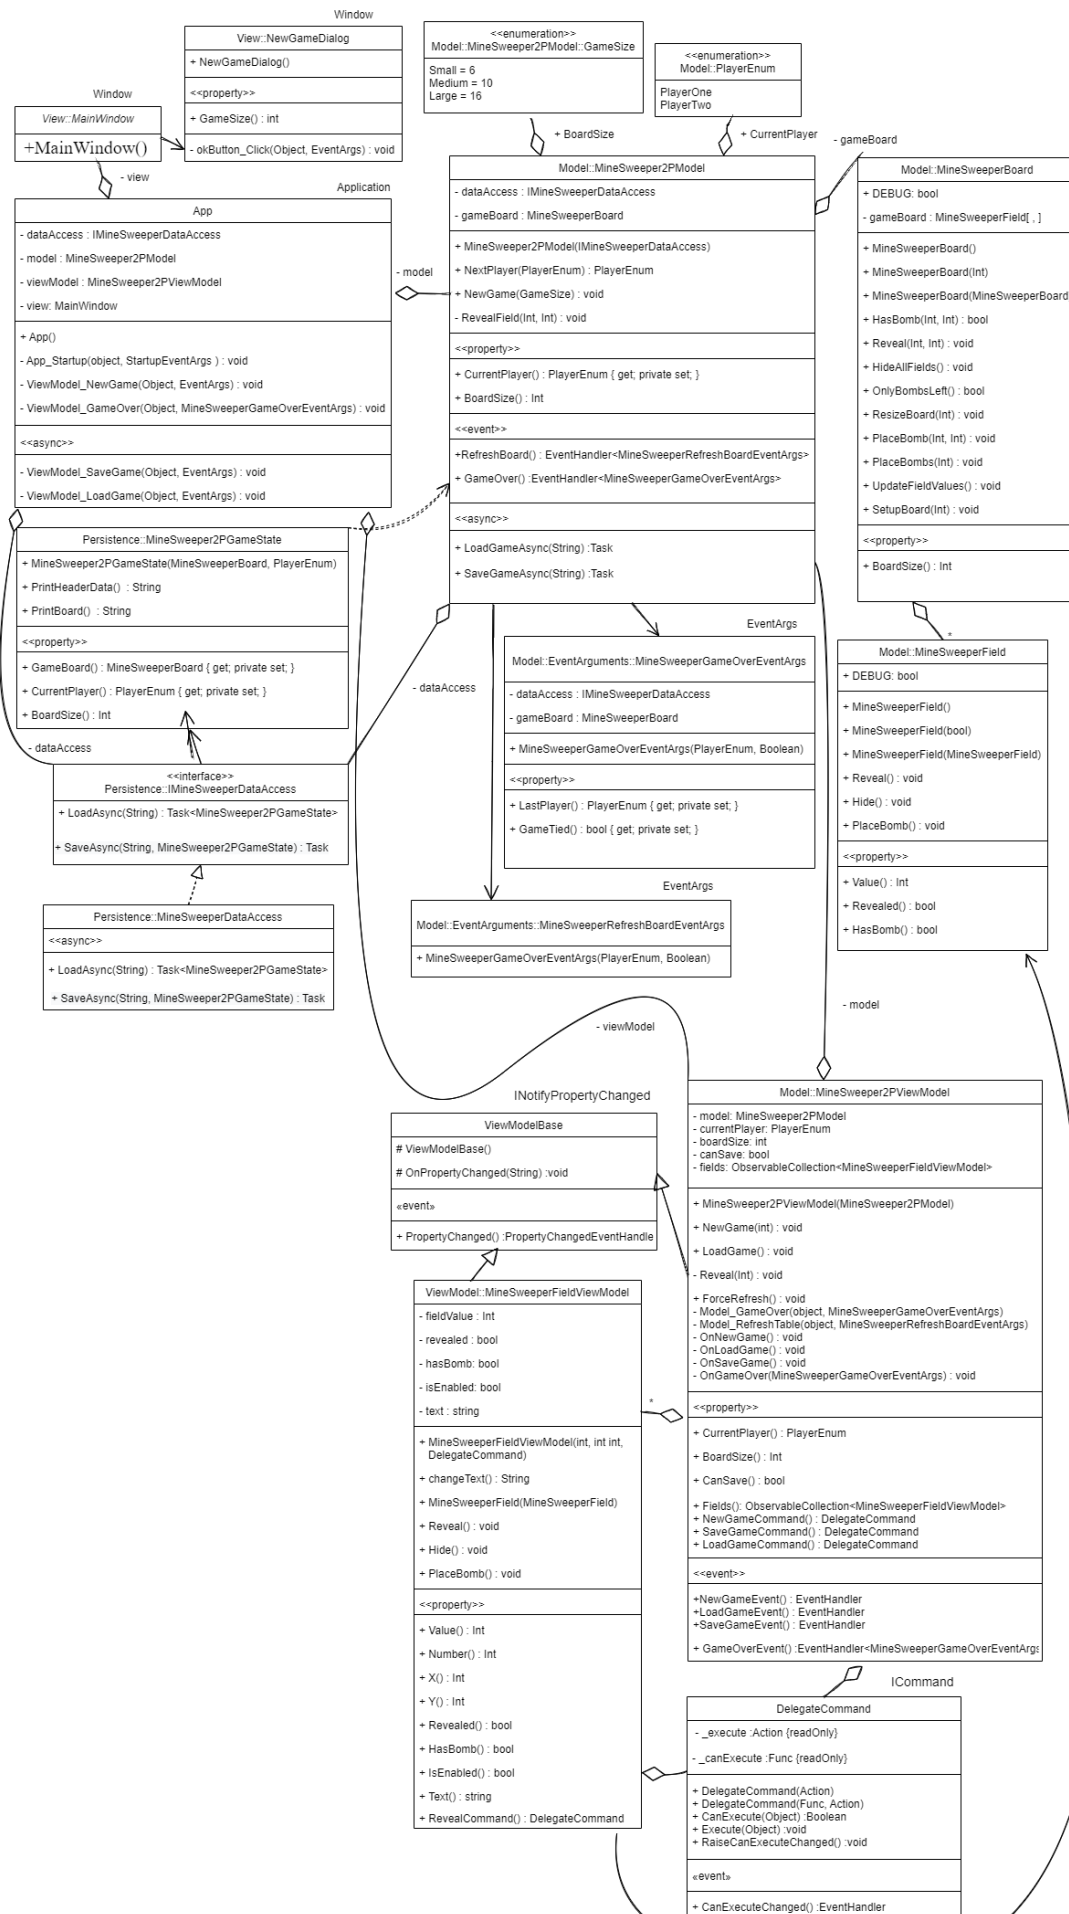 Window
View::NewGameDialog
+ NewGameDialog()
<<property>>
+ GameSize() : int
- okButton_Click(Object, EventArgs) : void
Window
View::MainWindow
+MainWindow()
- view
<<enumeration>>
Model::MineSweeper2PModel::GameSize
Small = 6
Medium = 10
Large = 16
+ BoardSize
<<enumeration>>
Model::PlayerEnum
PlayerOne
PlayerTwo
+ CurrentPlayer
- gameBoard
Application
App
- dataAccess : IMineSweeperDataAccess
- model : MineSweeper2PModel
- viewModel : MineSweeper2PViewModel
- view: MainWindow
+ App()
- App_Startup(object, StartupEventArgs ) : void
- ViewModel_NewGame(Object, EventArgs) : void
- ViewModel_GameOver(Object, MineSweeperGameOverEventArgs) : void
<<async>>
- ViewModel_SaveGame(Object, EventArgs) : void
- ViewModel_LoadGame(Object, EventArgs) : void
- model
Model::MineSweeper2PModel
- dataAccess : IMineSweeperDataAccess
- gameBoard : MineSweeperBoard
+ MineSweeper2PModel(IMineSweeperDataAccess)
+ NextPlayer(PlayerEnum) : PlayerEnum
+ NewGame(GameSize) : void
- RevealField(Int, Int) : void
<<property>>
+ CurrentPlayer() : PlayerEnum { get; private set; }
+ BoardSize() : Int
<<event>>
+RefreshBoard() : EventHandler<MineSweeperRefreshBoardEventArgs>
+ GameOver() :EventHandler<MineSweeperGameOverEventArgs>
<<async>>
+ LoadGameAsync(String) :Task
+ SaveGameAsync(String) :Task
Model::MineSweeperBoard
+ DEBUG: bool
- gameBoard : MineSweeperField[ , ]
+ MineSweeperBoard()
+ MineSweeperBoard(Int)
+ MineSweeperBoard(MineSweeperBoard
+ HasBomb(Int, Int) : bool
+ Reveal(Int, Int) : void
+ HideAllFields() : void
+ OnlyBombsLeft() : bool
+ ResizeBoard(Int) : void
+ PlaceBomb(Int, Int) : void
+ PlaceBombs(Int) : void
+ UpdateFieldValues() : void
+ SetupBoard(Int) : void
<<property>>
+ BoardSize() : Int
*
Persistence::MineSweeper2PGameState
+ MineSweeper2PGameState(MineSweeperBoard, PlayerEnum)
+ PrintHeaderData() : String
+ PrintBoard() : String
<<property>>
+ GameBoard() : MineSweeperBoard { get; private set; }
+ CurrentPlayer() : PlayerEnum { get; private set; }
+ BoardSize() : Int
- dataAccess
- dataAccess
<<interface>>
Persistence::IMineSweeperDataAccess
+ LoadAsync(String) : Task<MineSweeper2PGameState>
+ SaveAsync(String, MineSweeper2PGameState) : Task
Persistence::MineSweeperDataAccess
<<async>>
+ LoadAsync(String) : Task<MineSweeper2PGameState>
+ SaveAsync(String, MineSweeper2PGameState) : Task
EventArgs
Model::EventArguments::MineSweeperGameOverEventArgs
- dataAccess : IMineSweeperDataAccess
- gameBoard : MineSweeperBoard
+ MineSweeperGameOverEventArgs(PlayerEnum, Boolean)
<<property>>
+ LastPlayer() : PlayerEnum { get; private set; }
+ GameTied() : bool { get; private set; }
EventArgs
Model::EventArguments::MineSweeperRefreshBoardEventArgs
+ MineSweeperGameOverEventArgs(PlayerEnum, Boolean)
Model::MineSweeperField
+ DEBUG: bool
+ MineSweeperField()
+ MineSweeperField(bool)
+ MineSweeperField(MineSweeperField)
+ Reveal() : void
+ Hide() : void
+ PlaceBomb() : void
<<property>>
+ Value() : Int
+ Revealed() : bool
+ HasBomb() : bool
- viewModel
- model
INotifyPropertyChanged
ViewModelBase
# ViewModelBase()
# OnPropertyChanged(String) :void
«event»
+ PropertyChanged() :PropertyChangedEventHandle
Model::MineSweeper2PViewModel
- model: MineSweeper2PModel
- currentPlayer: PlayerEnum
- boardSize: int
- canSave: bool
- fields: ObservableCollection<MineSweeperFieldViewModel>
+ MineSweeper2PViewModel(MineSweeper2PModel)
+ NewGame(int) : void
+ LoadGame() : void
- Reveal(Int) : void
+ ForceRefresh() : void
- Model_GameOver(object, MineSweeperGameOverEventArgs)
- Model_RefreshTable(object, MineSweeperRefreshBoardEventArgs)
- OnNewGame() : void
- OnLoadGame() : void
- OnSaveGame() : void
- OnGameOver(MineSweeperGameOverEventArgs) : void
<<property>>
+ CurrentPlayer() : PlayerEnum
+ BoardSize() : Int
+ CanSave() : bool
+ Fields(): ObservableCollection<MineSweeperFieldViewModel>
+ NewGameCommand() : DelegateCommand
+ SaveGameCommand() : DelegateCommand
+ LoadGameCommand() : DelegateCommand
<<event>>
+NewGameEvent() : EventHandler
+LoadGameEvent() : EventHandler
+SaveGameEvent() : EventHandler
+ GameOverEvent() :EventHandler<MineSweeperGameOverEventArgs
ViewModel::MineSweeperFieldViewModel
- fieldValue : Int
- revealed : bool
- hasBomb: bool
- isEnabled: bool
- text : string
*
+ MineSweeperFieldViewModel(int, int int,
DelegateCommand)
+ changeText() : String
+ MineSweeperField(MineSweeperField)
+ Reveal() : void
+ Hide() : void
+ PlaceBomb() : void
<<property>>
+ Value() : Int
+ Number() : Int
+ X() : Int
+ Y() : Int
+ Revealed() : bool
+ HasBomb() : bool
+ IsEnabled() : bool
+ Text() : string
+ RevealCommand() : DelegateCommand
ICommand
DelegateCommand
- _execute :Action {readOnly}
- _canExecute :Func {readOnly}
+ DelegateCommand(Action)
+ DelegateCommand(Func, Action)
+ CanExecute(Object) :Boolean
+ Execute(Object) :void
+ RaiseCanExecuteChanged() :void
«event»
+ CanExecuteChanged() :EventHandler